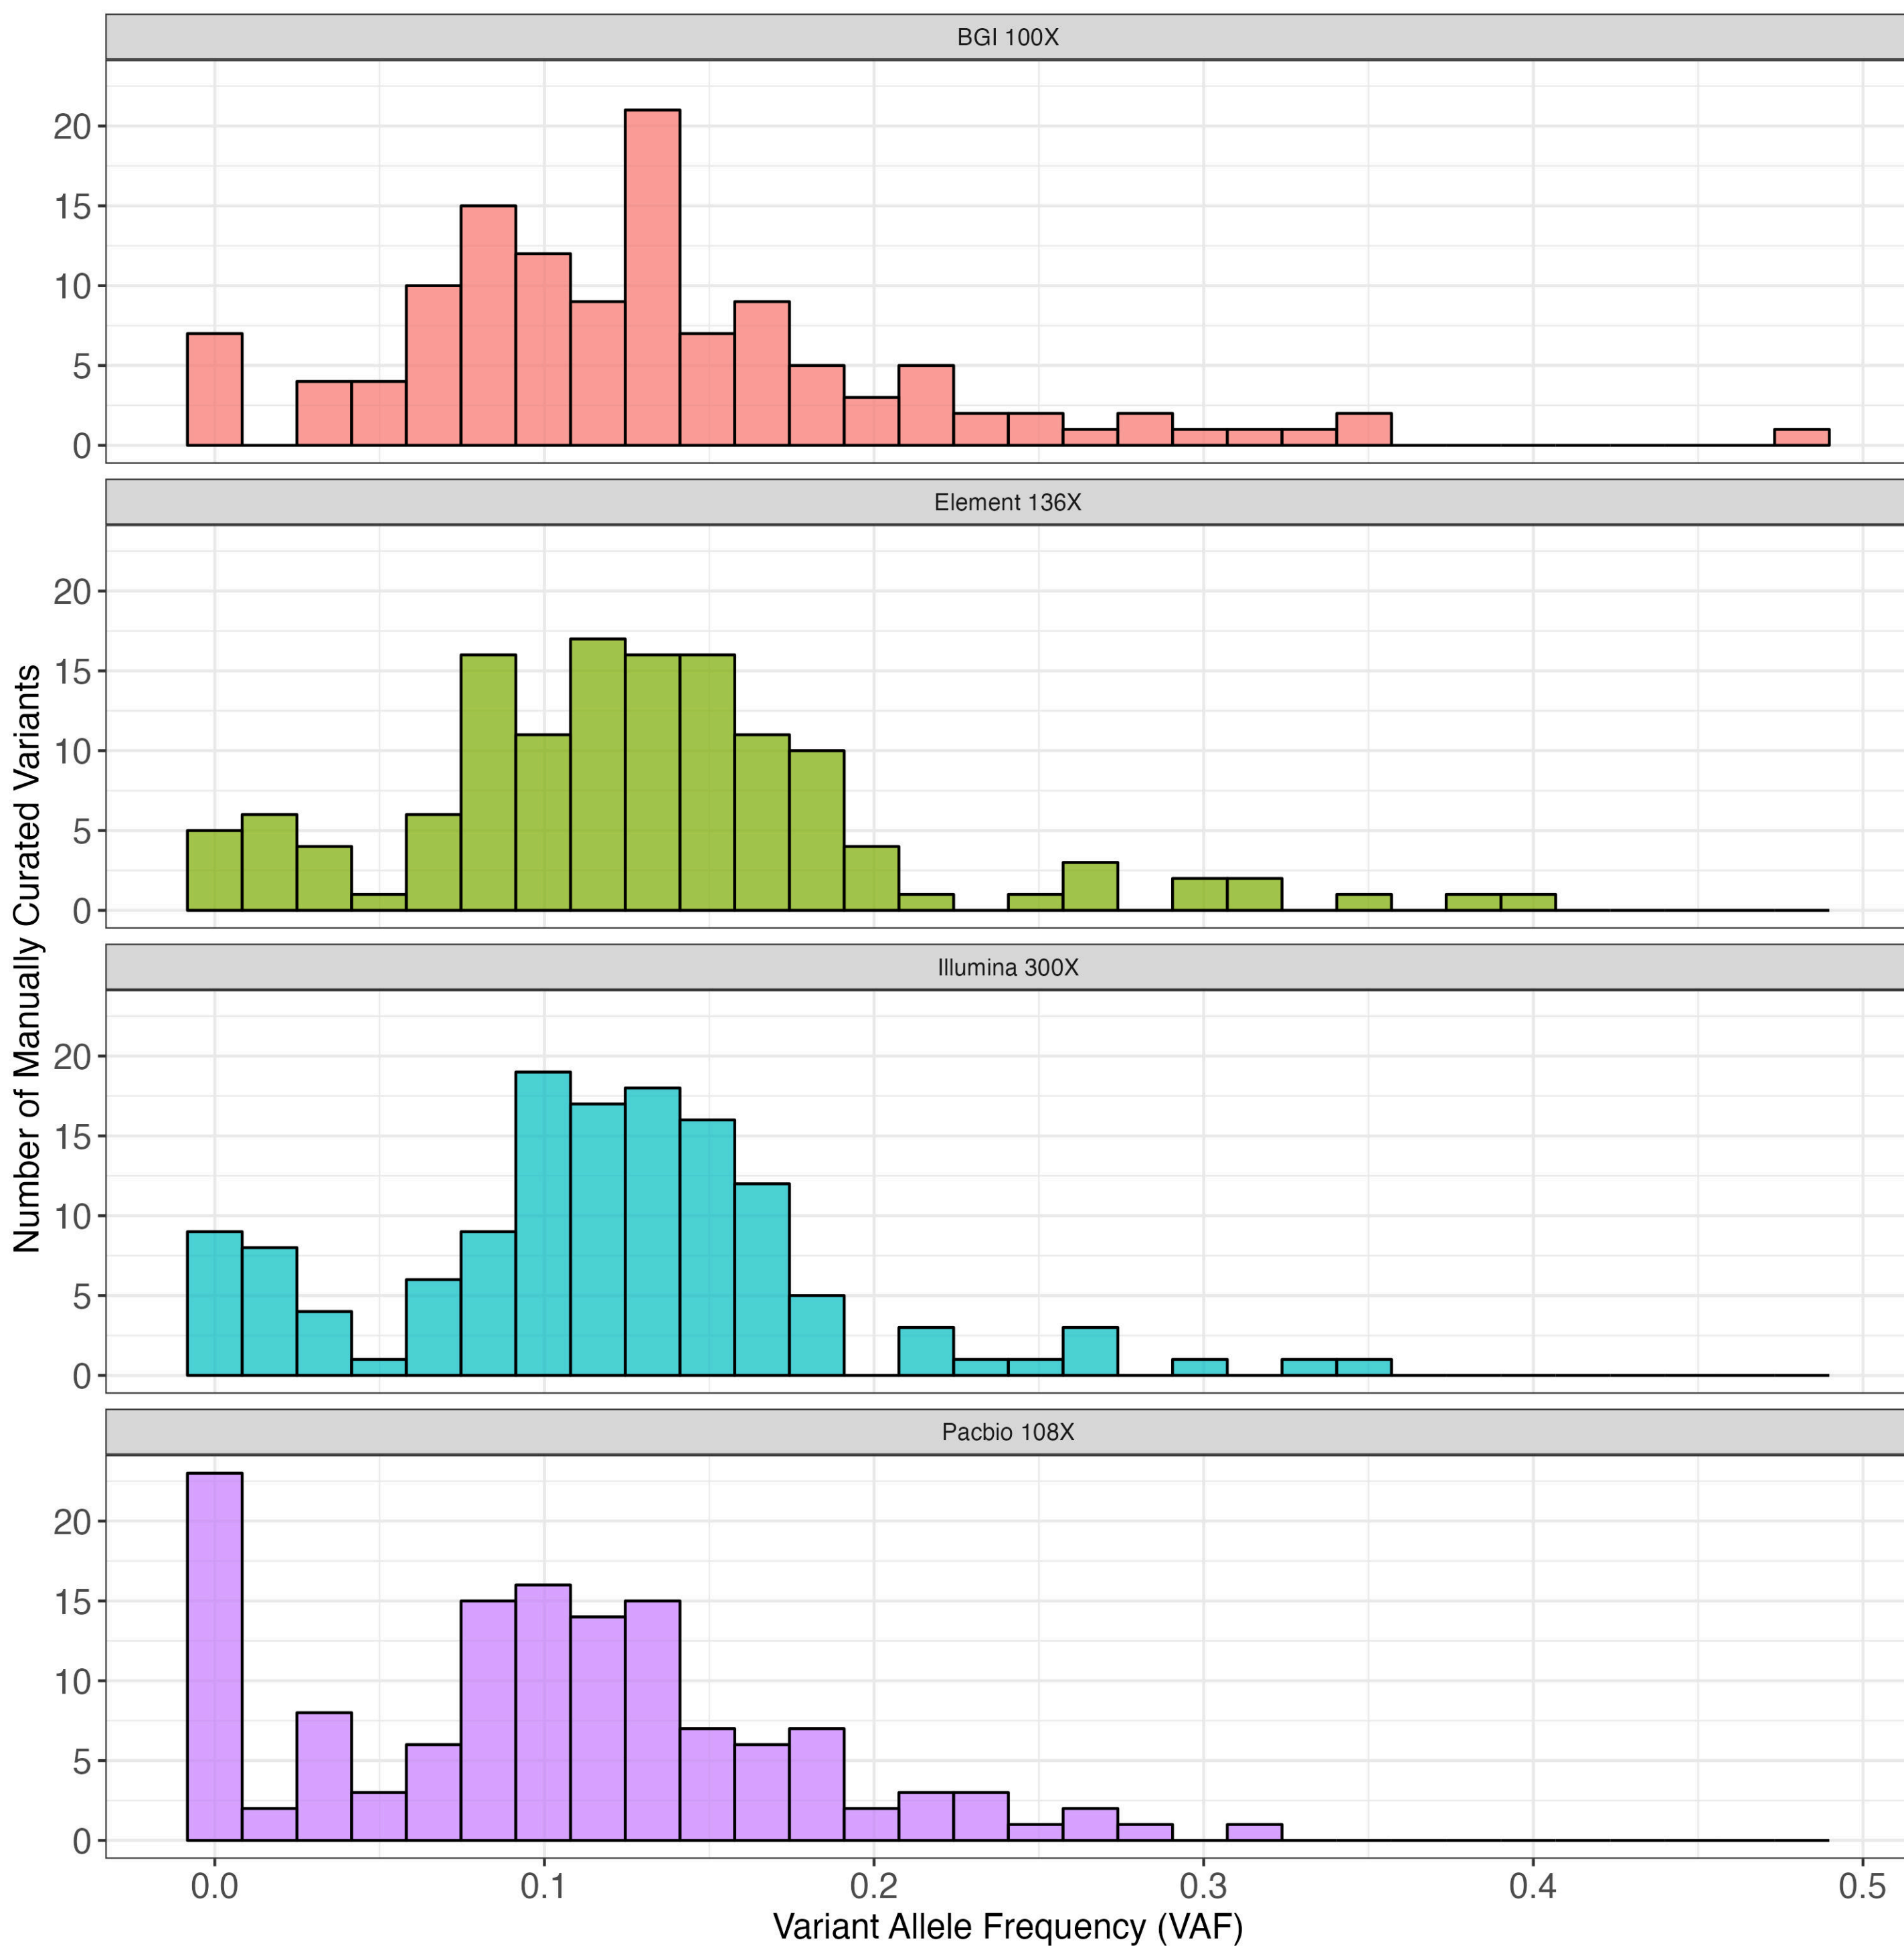 BGI 100X
20
15
10
5
0
Element 136X
20
15
10
5
0
Illumina 300X
20
15
10
5
0
Pacbio 108X
20
15
10
5
0
Number of Manually Curated Variants
0.0 0.1 0.2 0.3 0.4 0.5
Variant Allele Frequency (VAF)